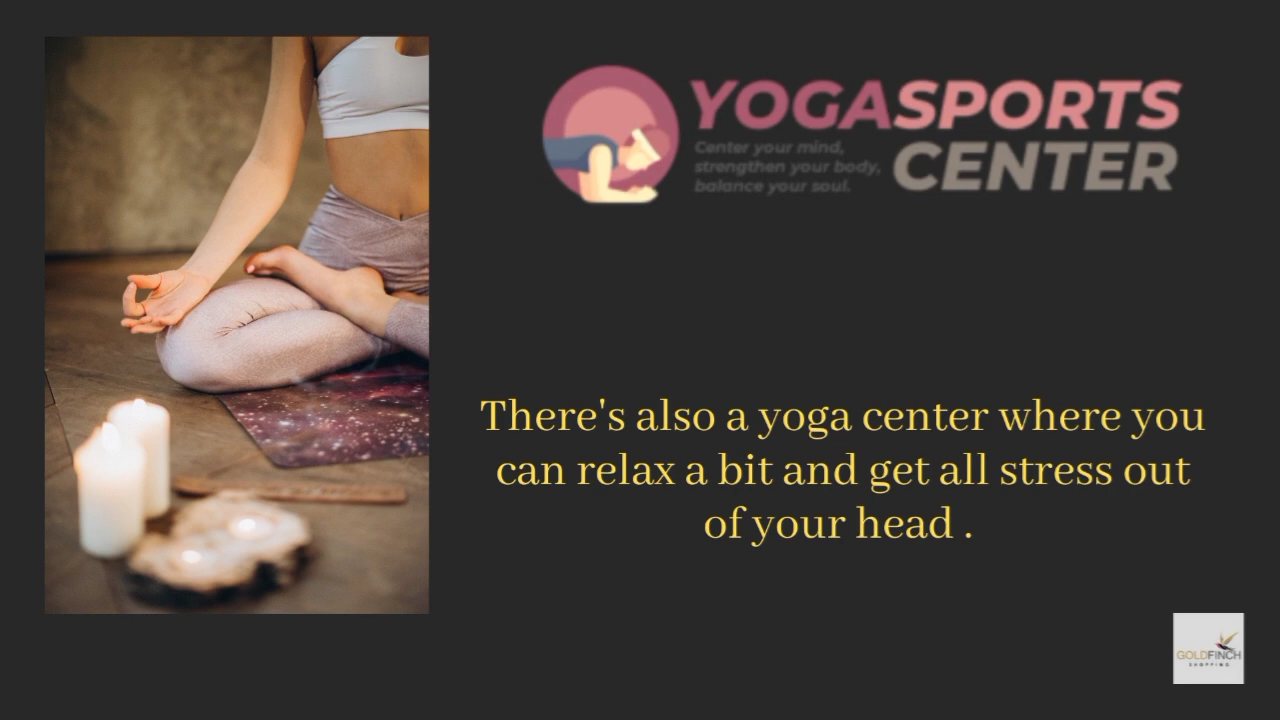 YOGASPORTS
CENTER
Center your mind,
strengthen your body,
balance your soul.
There's also a yoga center where you
can relax a bit and get all stress out
of your head .
GOLDFINCH
SHOPPING